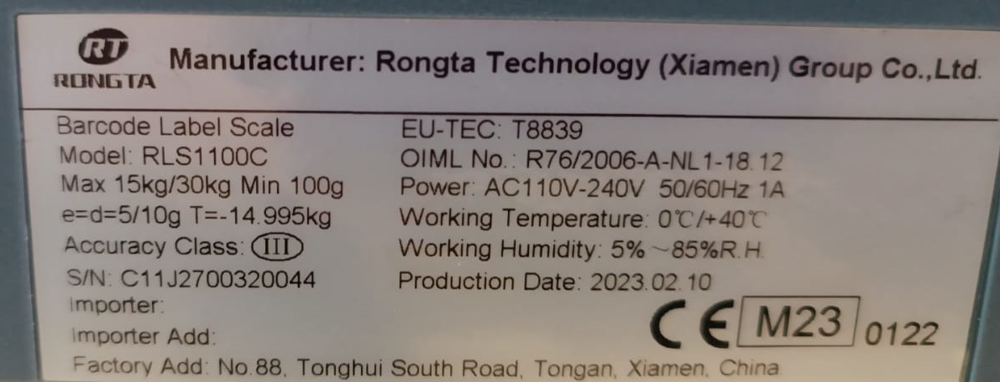 RT
RONGTA
Manufacturer: Rongta Technology (Xiamen) Group Co.,Ltd.
Barcode Label Scale
Model: RLS1100C
Max 15kg/30kg Min 100g
e=d=5/10g T=-14.995kg
Accuracy Class: III
S/N: C11J2700320044
Importer:
Importer Add:
EU-TEC: T8839
OIML No.: R76/2006-A-NL1-18.12
Power: AC110V-240V 50/60Hz 1A
Working Temperature: 0℃/+40℃
Working Humidity: 5% ~85%R.H.
Production Date: 2023.02.10
CE M23 0122
Factory Add: No.88, Tonghui South Road, Tongan, Xiamen, China